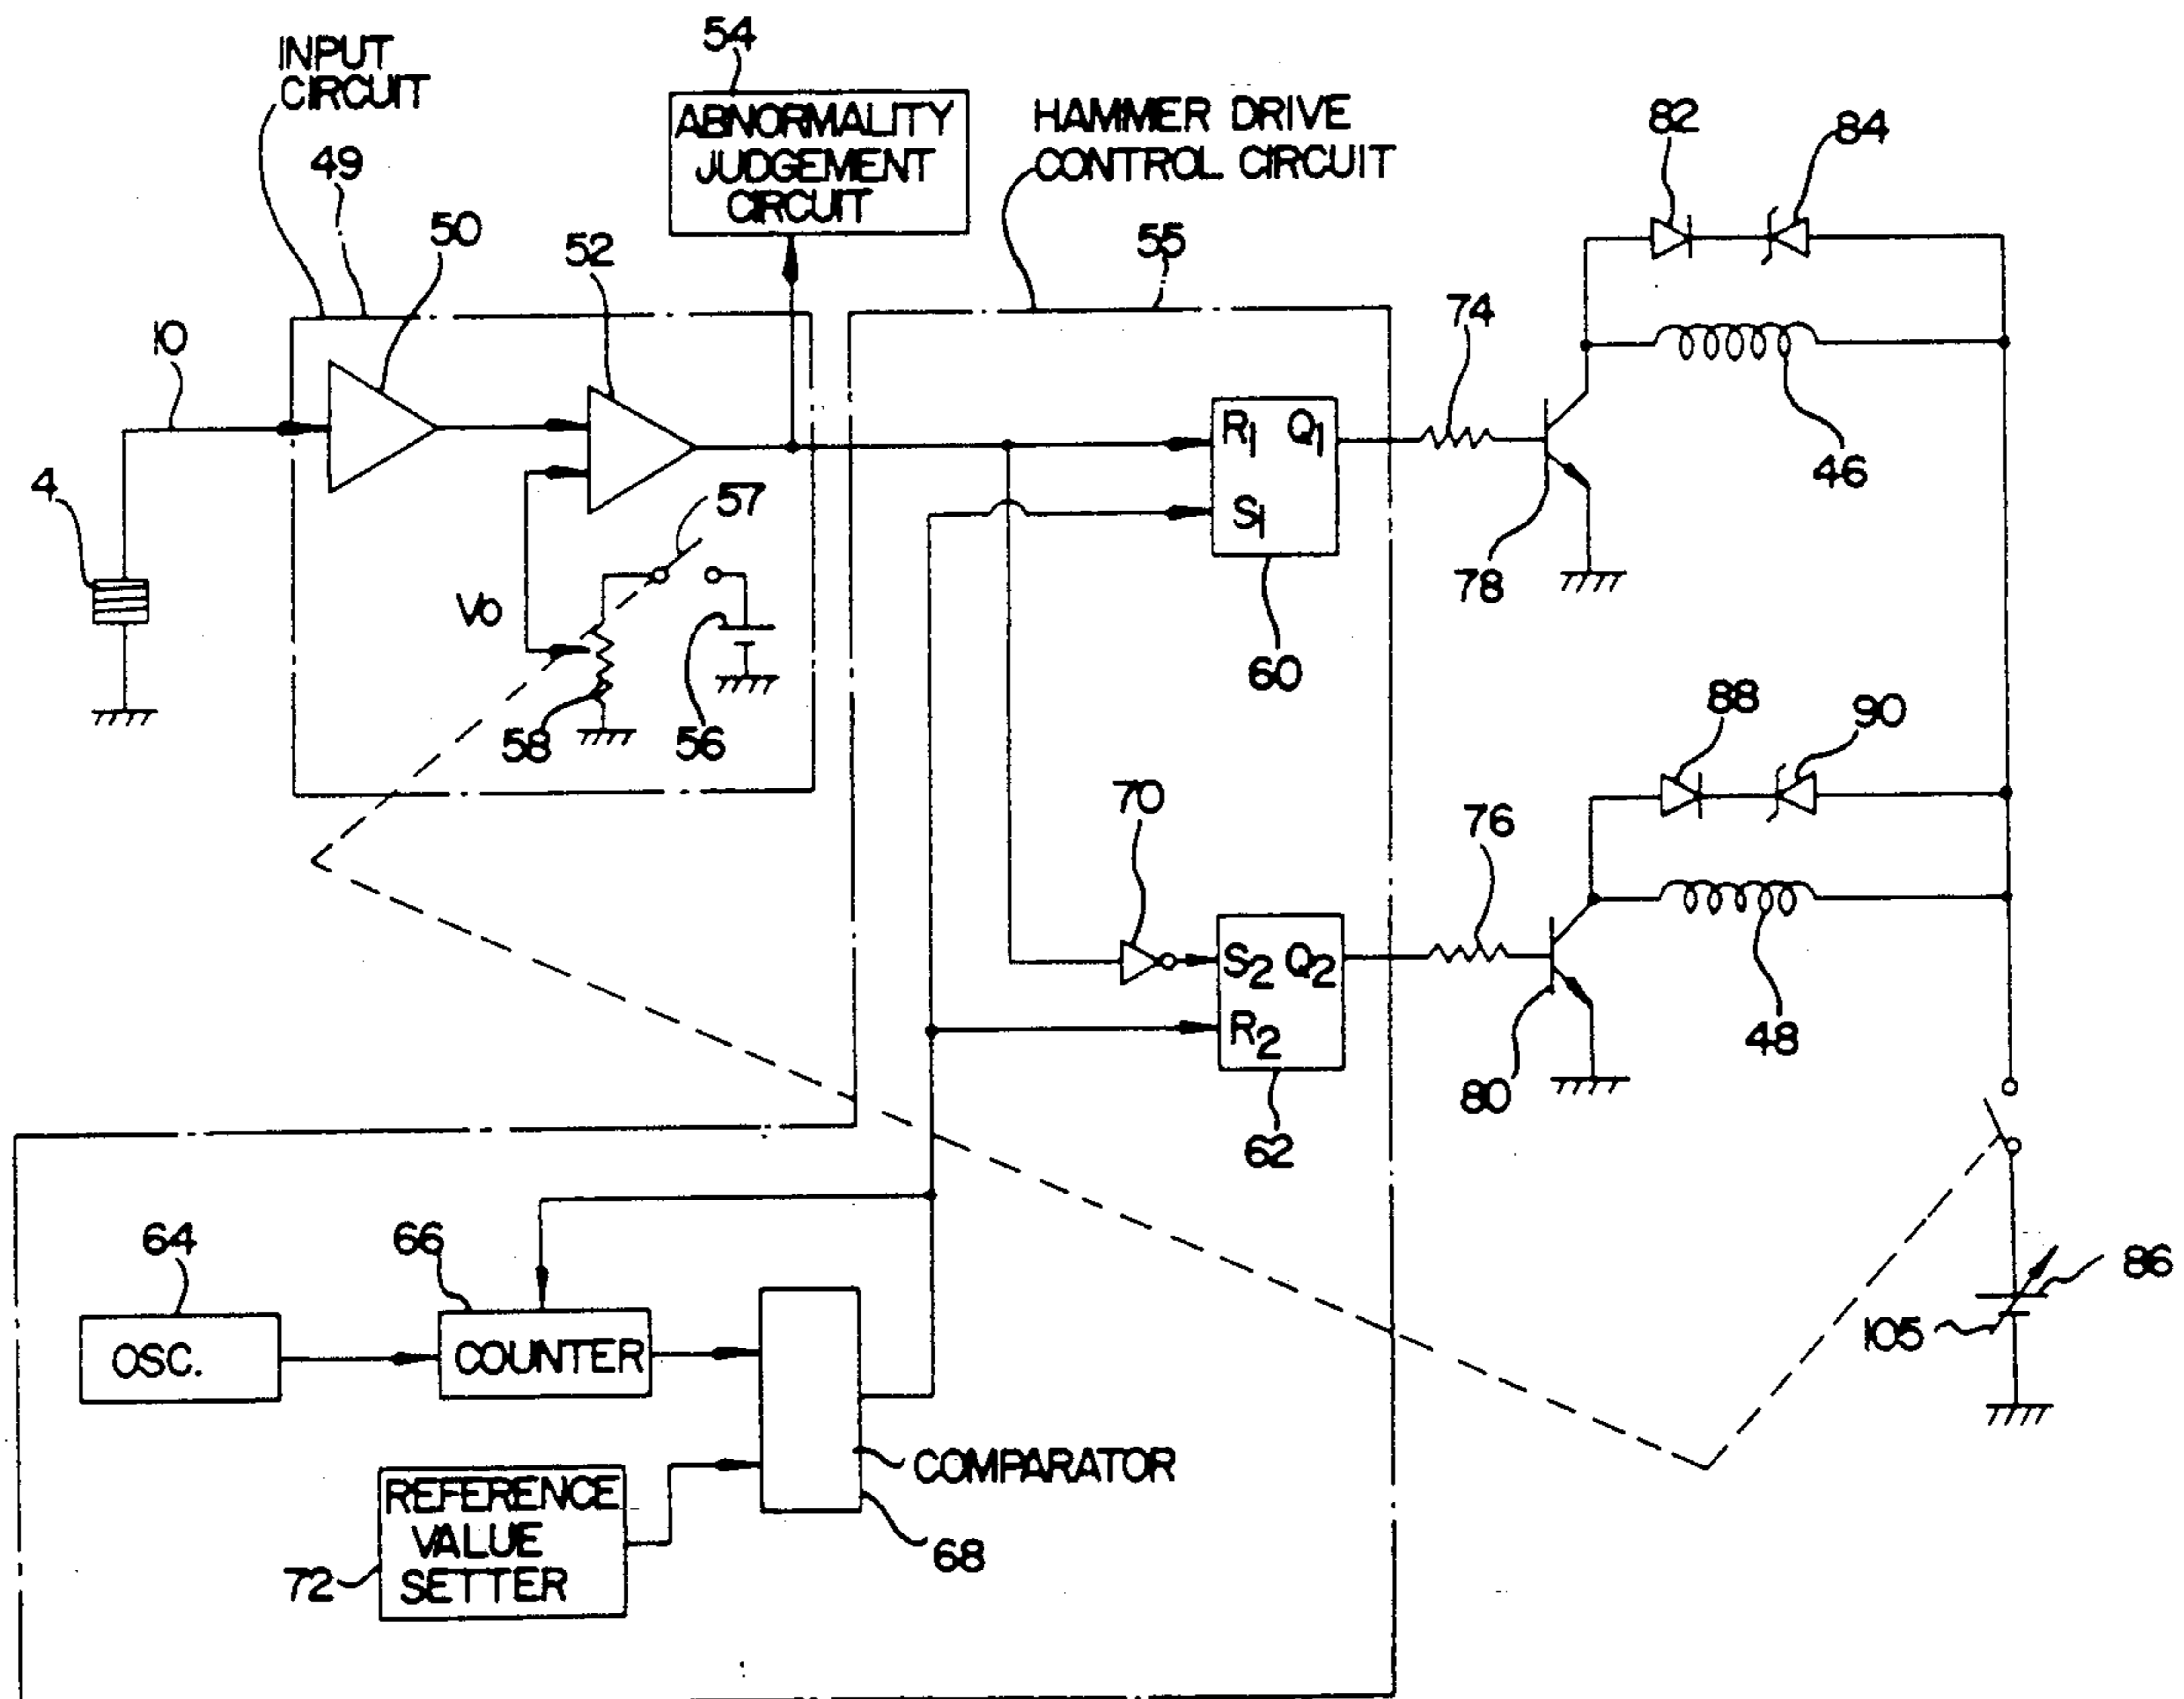 INPUT
CIRCUIT
49
50
52
54
ABNORMALITY
JUDGEMENT
CIRCUIT
HAMMER DRIVE
CONTROL CIRCUIT
55
82
84
10
4
57
Vo
58
56
R1 Q1
S1
60
74
78
46
88
90
70
76
S2 Q2
R2
62
80
48
64
OSC.
66
COUNTER
COMPARATOR
68
REFERENCE
VALUE
SETTER
72
86
105